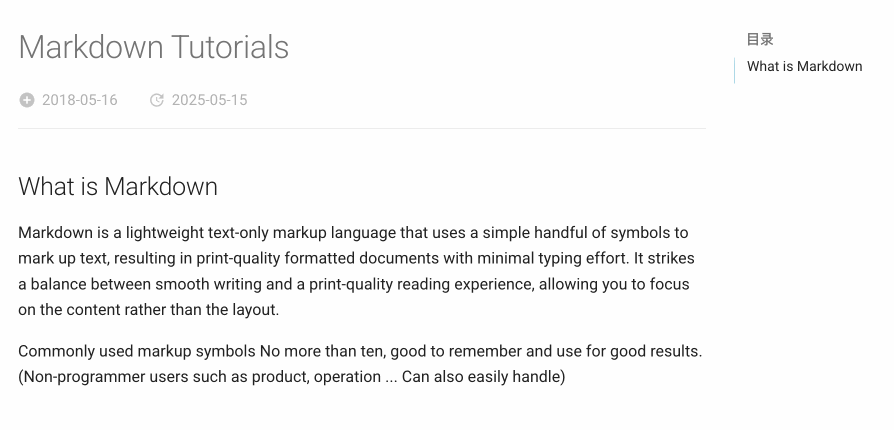 Markdown Tutorials
2018-05-16 2025-05-15
What is Markdown
Markdown is a lightweight text-only markup language that uses a simple handful of symbols to
mark up text, resulting in print-quality formatted documents with minimal typing effort. It strikes
a balance between smooth writing and a print-quality reading experience, allowing you to focus
on the content rather than the layout.
Commonly used markup symbols No more than ten, good to remember and use for good results.
(Non-programmer users such as product, operation ... Can also easily handle)
目录
What is Markdown